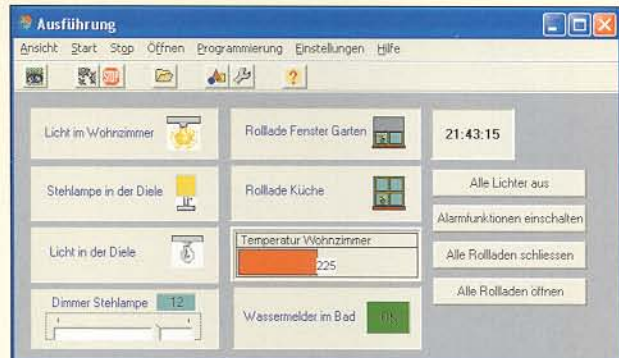 Ausführung
Ansicht Start Stop Öffnen Programmierung Einstellungen Hilfe
Licht im Wohnzimmer
Rolllade Fenster Garten
21:43:15
Stehlampe in der Diele
Rolllade Küche
Alle Lichter aus
Alarmfunktionen einschalten
Licht in der Diele
Temperatur Wohnzimmer
225
Alle Rollladen schliessen
Alle Rollladen öffnen
Dimmer Stehlampe 12
Wassermelder im Bad